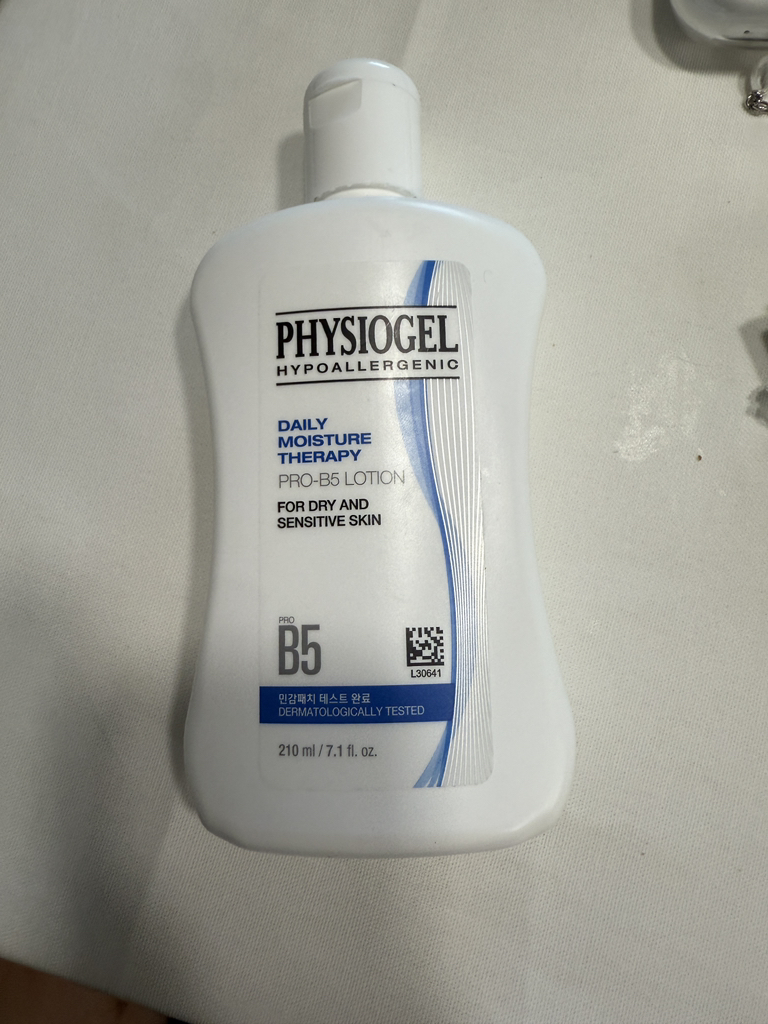 PHYSIOGEL
HYPOALLERGENIC
DAILY
MOISTURE
THERAPY
PRO-B5 LOTION
FOR DRY AND
SENSITIVE SKIN
PRO
B5
L30641
민감패치 테스트 완료
DERMATOLOGICALLY TESTED
210 ml / 7.1 fl. oz.